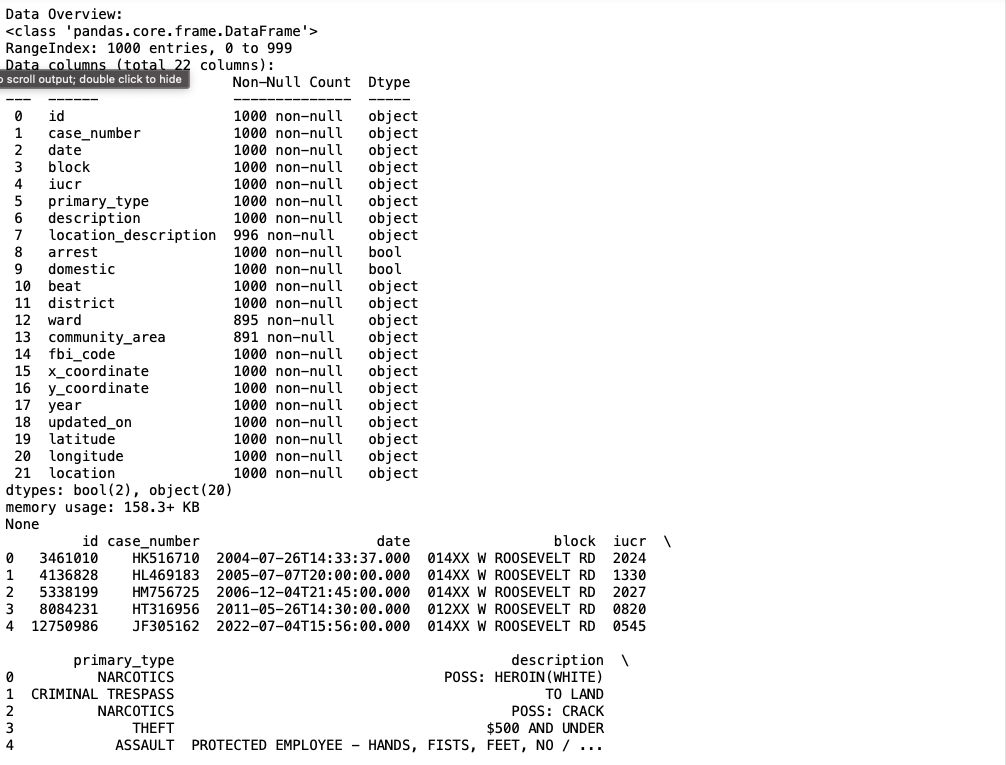 Data Overview:
<class 'pandas.core.frame.DataFrame'>
RangeIndex: 1000 entries, 0 to 999
Data columns (total 22 columns):
o scroll output; double click to hide      Non-Null Count  Dtype
---  ------                --------------  -----
 0   id                    1000 non-null   object
 1   case_number           1000 non-null   object
 2   date                  1000 non-null   object
 3   block                 1000 non-null   object
 4   iucr                  1000 non-null   object
 5   primary_type          1000 non-null   object
 6   description           1000 non-null   object
 7   location_description  996 non-null    object
 8   arrest                1000 non-null   bool
 9   domestic              1000 non-null   bool
 10  beat                  1000 non-null   object
 11  district              1000 non-null   object
 12  ward                  895 non-null    object
 13  community_area        891 non-null    object
 14  fbi_code              1000 non-null   object
 15  x_coordinate          1000 non-null   object
 16  y_coordinate          1000 non-null   object
 17  year                  1000 non-null   object
 18  updated_on            1000 non-null   object
 19  latitude              1000 non-null   object
 20  longitude             1000 non-null   object
 21  location              1000 non-null   object
dtypes: bool(2), object(20)
memory usage: 158.3+ KB
None
         id case_number                     date                 block  iucr  \
0   3461010    HK516710  2004-07-26T14:33:37.000  014XX W ROOSEVELT RD  2024
1   4136828    HL469183  2005-07-07T20:00:00.000  014XX W ROOSEVELT RD  1330
2   5338199    HM756725  2006-12-04T21:45:00.000  014XX W ROOSEVELT RD  2027
3   8084231    HT316956  2011-05-26T14:30:00.000  012XX W ROOSEVELT RD  0820
4  12750986    JF305162  2022-07-04T15:56:00.000  014XX W ROOSEVELT RD  0545
        primary_type                                        description  \
0          NARCOTICS                                POSS: HEROIN(WHITE)
1  CRIMINAL TRESPASS                                            TO LAND
2          NARCOTICS                                        POSS: CRACK
3              THEFT                                     $500 AND UNDER
4            ASSAULT  PROTECTED EMPLOYEE - HANDS, FISTS, FEET, NO / ...